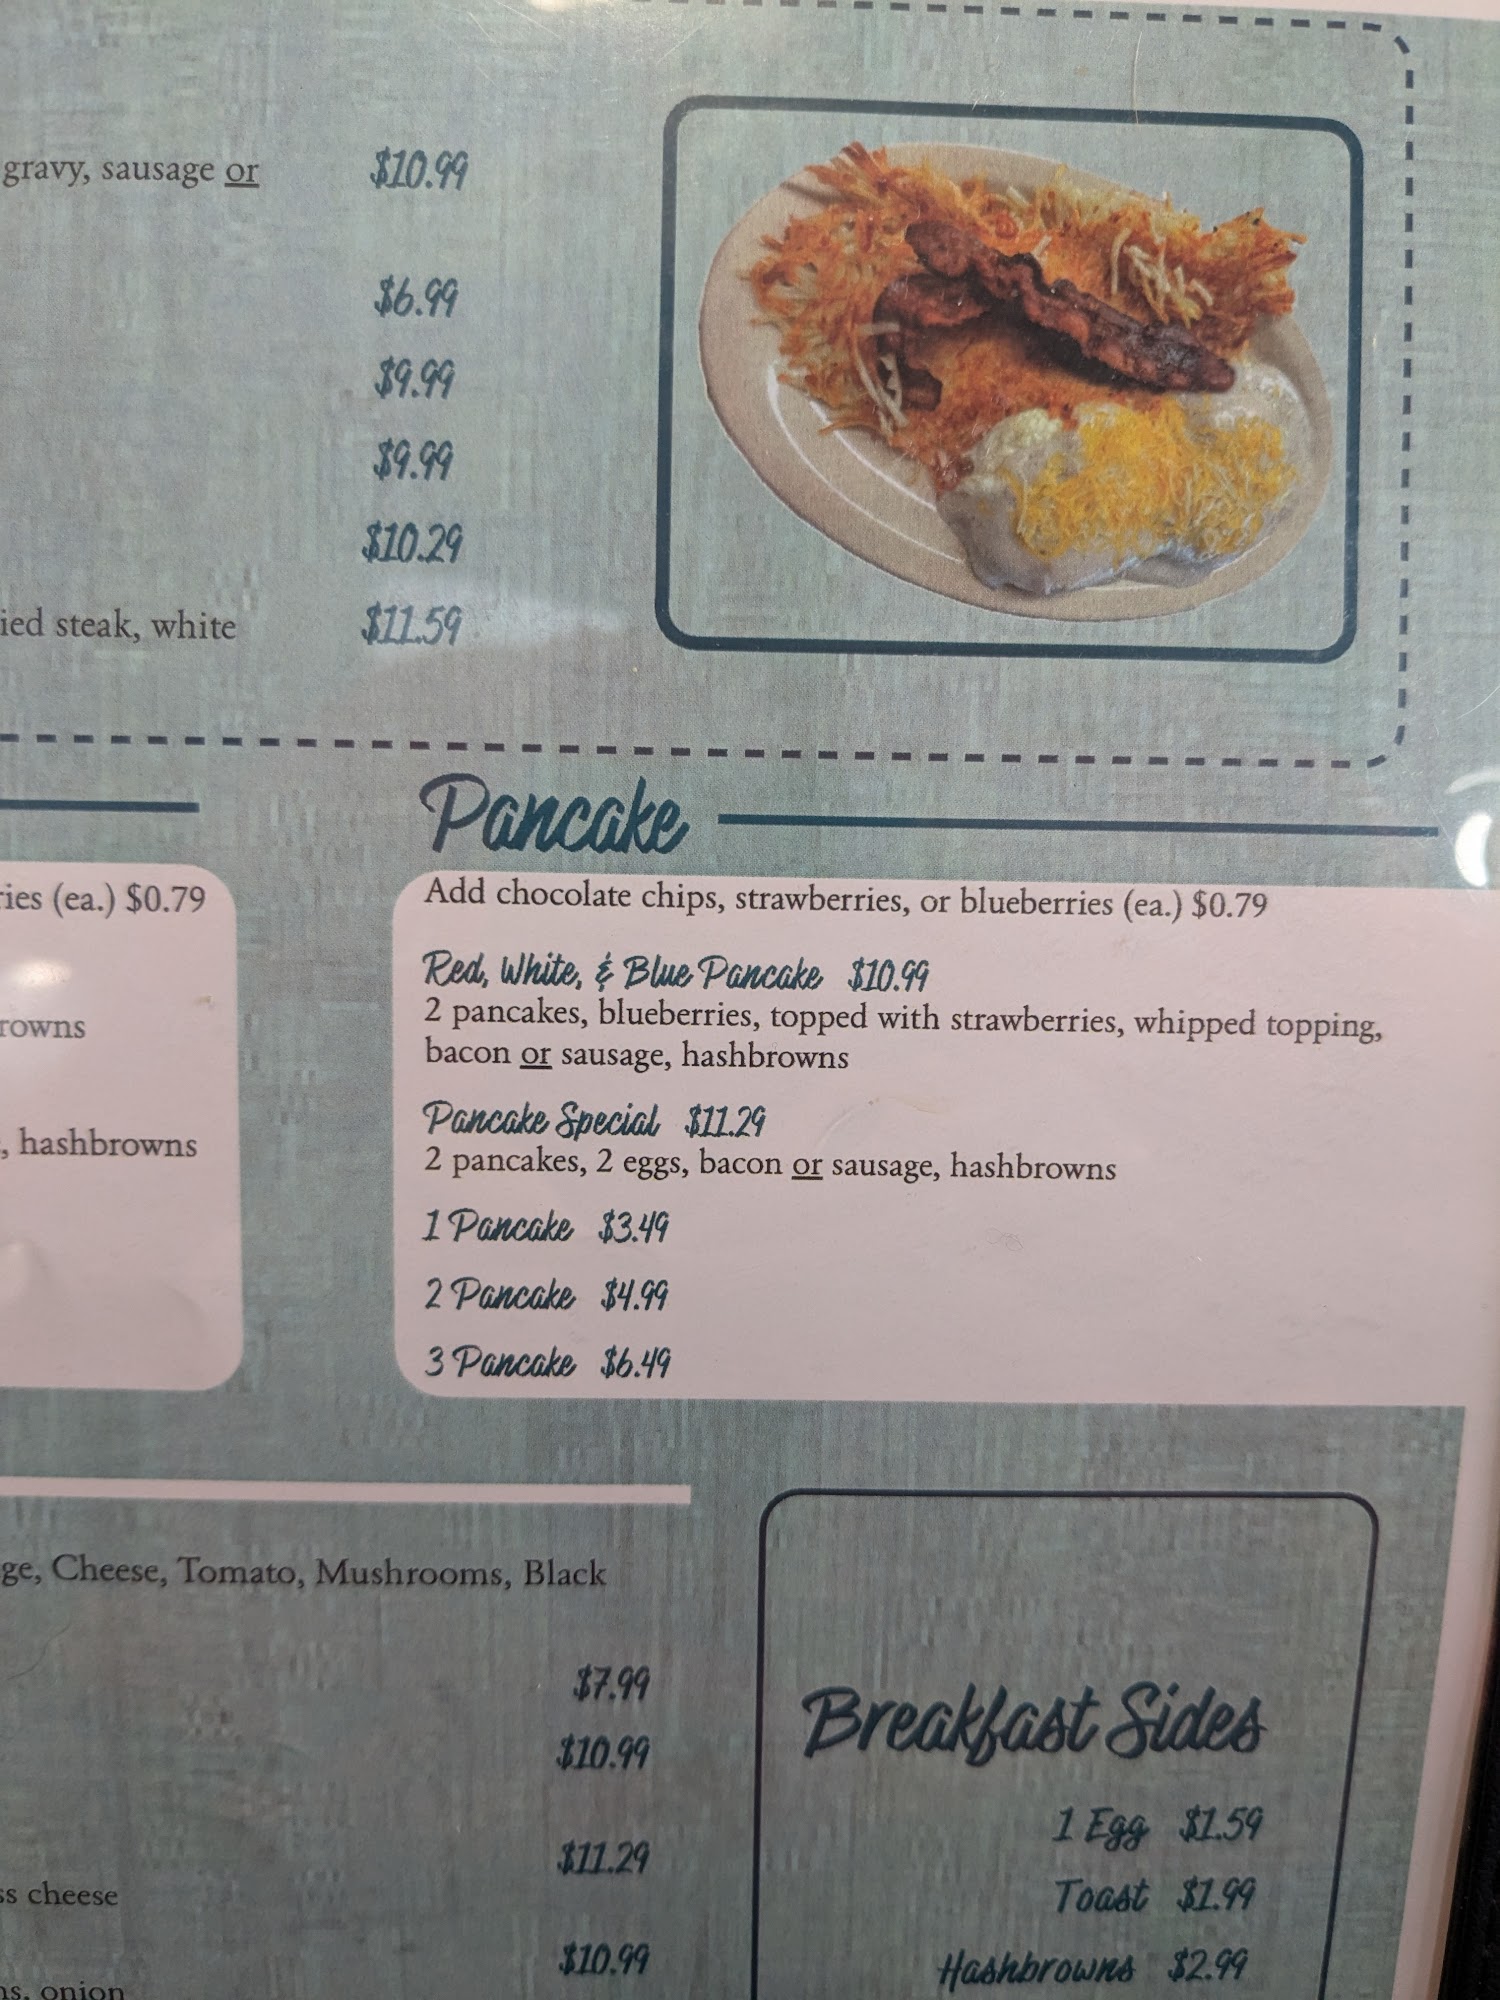 gravy, sausage or $10.99
$6.99
$9.99
$9.99
$10.29
ied steak, white $11.59
Pancake
ies (ea.) $0.79
rowns
, hashbrowns
Add chocolate chips, strawberries, or blueberries (ea.) $0.79
Red, White, & Blue Pancake $10.99
2 pancakes, blueberries, topped with strawberries, whipped topping,
bacon or sausage, hashbrowns
Pancake Special $11.29
2 pancakes, 2 eggs, bacon or sausage, hashbrowns
1 Pancake $3.49
2 Pancake $4.99
3 Pancake $6.49
ge, Cheese, Tomato, Mushrooms, Black
$7.99
$10.99
$11.29
ss cheese
$10.99
ns, onion
Breakfast Sides
1 Egg $1.59
Toast $1.99
Hashbrowns $2.99